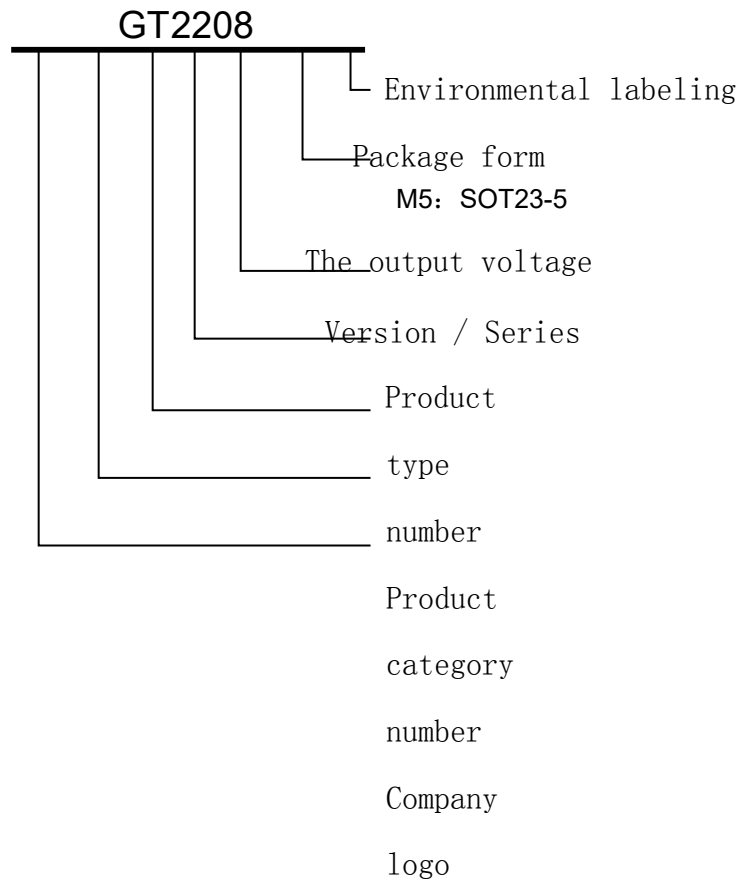 GT2208
Environmental labeling
Package form
M5：SOT23-5
The output voltage
Version / Series
Product
type
number
Product
category
number
Company
logo